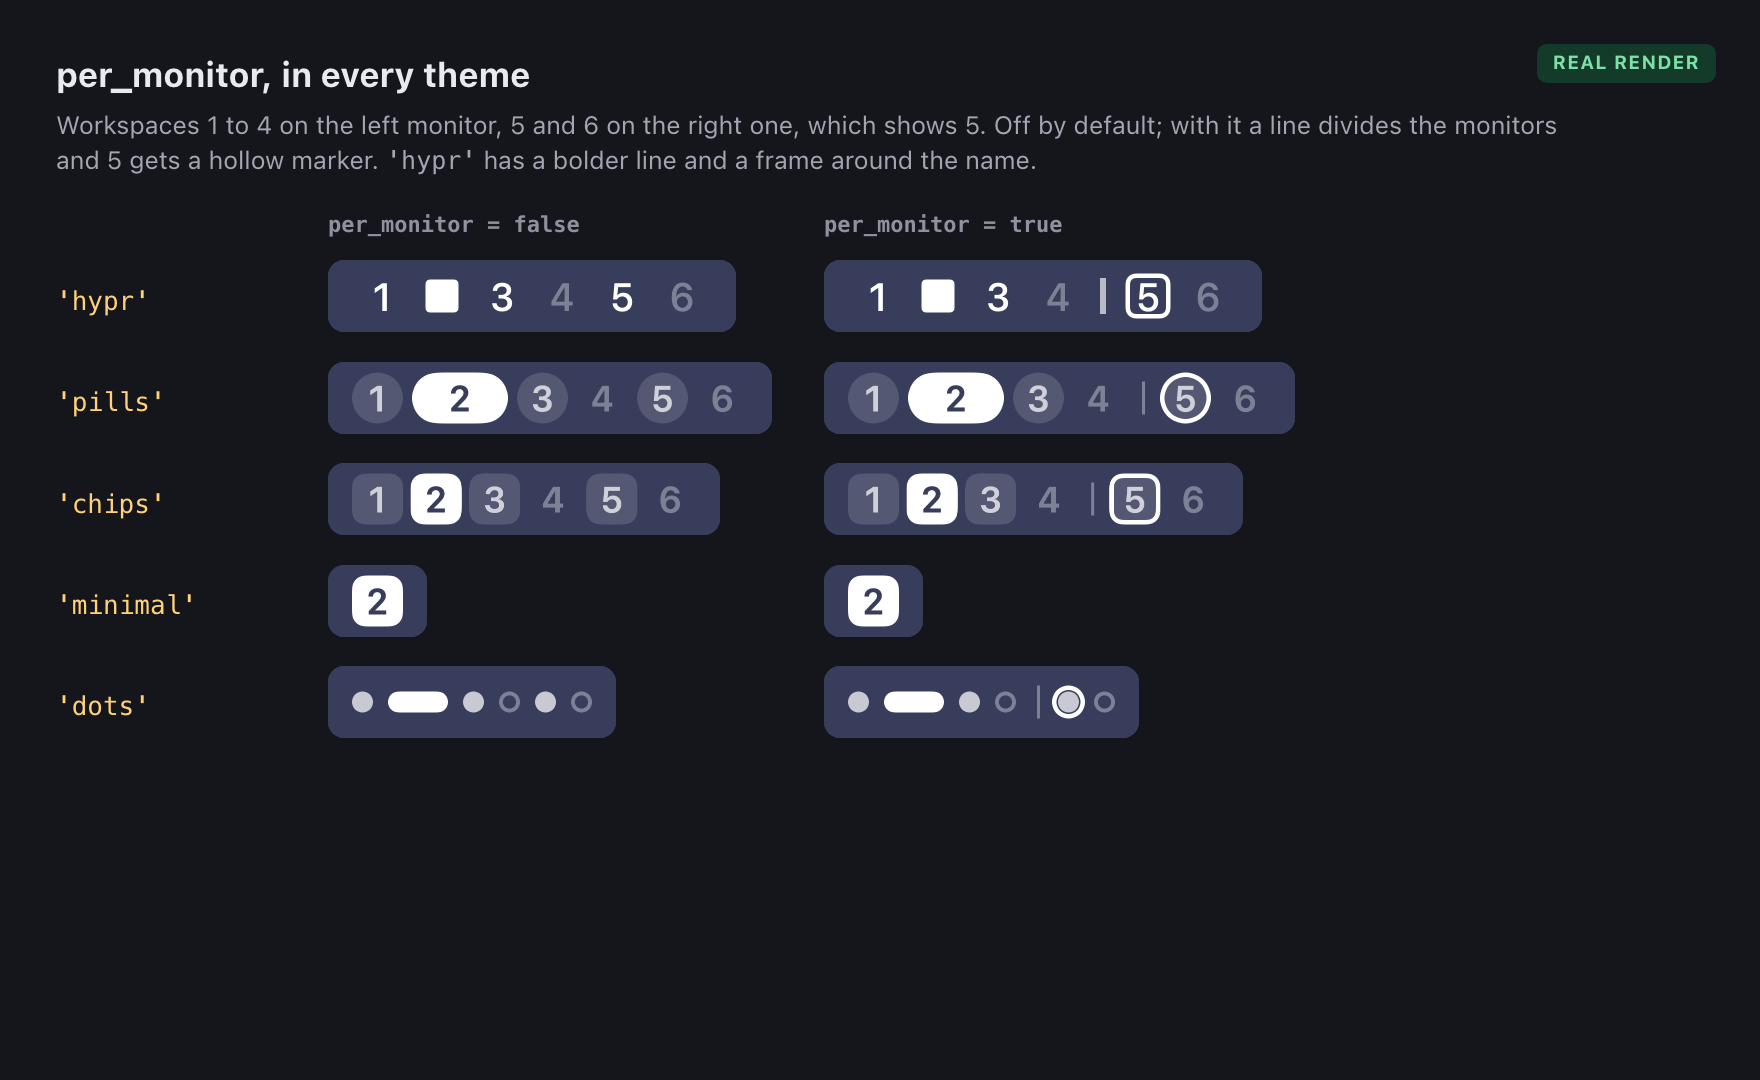 per_monitor, in every theme
REAL RENDER
Workspaces 1 to 4 on the left monitor, 5 and 6 on the right one, which shows 5. Off by default; with it a line divides the monitors
and 5 gets a hollow marker. 'hypr' has a bolder line and a frame around the name.
per_monitor = false
per_monitor = true
'hypr'
1 3 4 5 6
1 3 4 5 6
'pills'
1 2 3 4 5 6
1 2 3 4 5 6
'chips'
1 2 3 4 5 6
1 2 3 4 5 6
'minimal'
2
2
'dots'